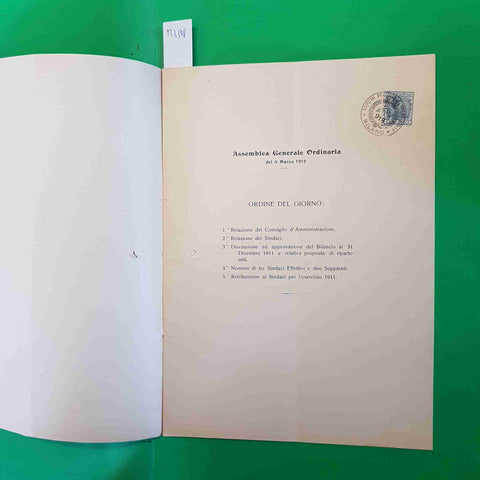 Assemblea Generale Ordinaria
del 4 Marzo 1912
ORDINE DEL GIORNO:
1.° Relazione del Consiglio d'Amministrazione.
2.° Relazione dei Sindaci.
3.° Discussione ed approvazione del Bilancio al 31
Dicembre 1911 e relativa proposta di riparto
utili.
4.° Nomina di tre Sindaci Effettivi e due Supplenti.
5.° Retribuzione ai Sindaci per l'esercizio 1911.